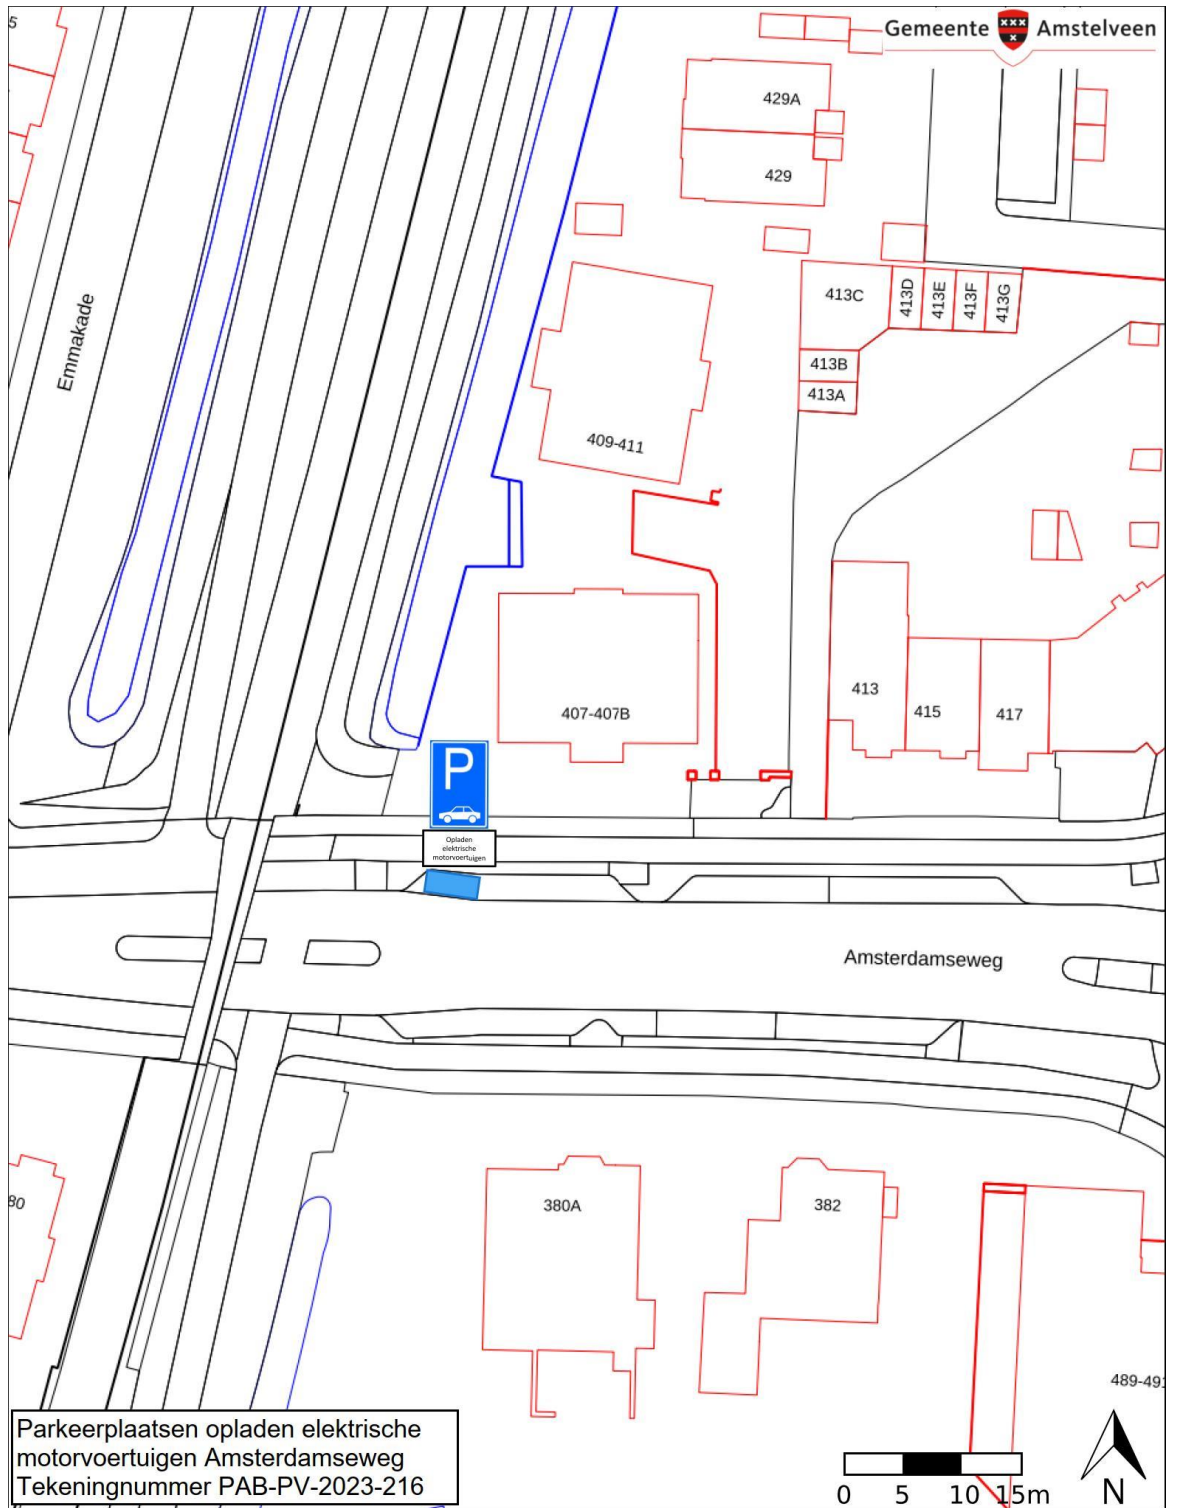 5
Gemeente Amstelveen
429A
429
413C
413D
413E
413F
413G
413B
413A
Emmakade
409-411
413
415
417
407-407B
P
Opladen
elektrische
motorvoertuigen
Amsterdamseweg
80
380A
382
489-491
Parkeerplaatsen opladen elektrische
motorvoertuigen Amsterdamseweg
Tekeningnummer PAB-PV-2023-216
0 5 10 15m
N